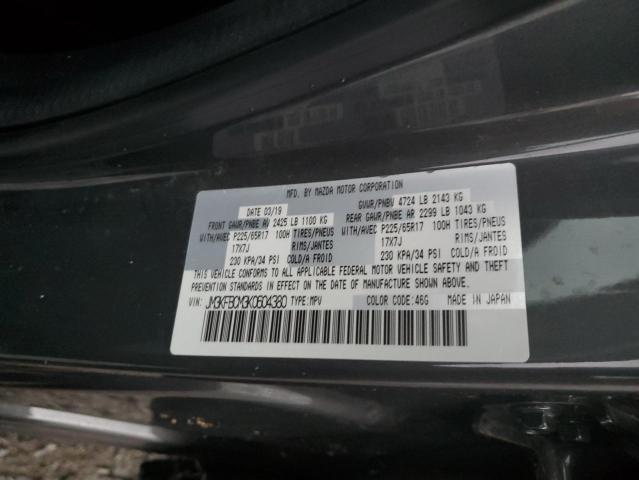 MFD. BY MAZDA MOTOR CORPORATION
DATE 03/19 GVWR/PNBV 4724 LB 2143 KG
FRONT GAWR/PNBE AV 2425 LB 1100 KG REAR GAWR/PNBE AR 2299 LB 1043 KG
WITH/AVEC P225/65R17 100H TIRES/PNEUS WITH/AVEC P225/65R17 100H TIRES/PNEUS
17X7J RIMS/JANTES 17X7J RIMS/JANTES
230 KPA/34 PSI COLD/A FROID 230 KPA/34 PSI COLD/A FROID
THIS VEHICLE CONFORMS TO ALL APPLICABLE FEDERAL MOTOR VEHICLE SAFETY AND THEFT
PREVENTION STANDARDS IN EFFECT ON THE DATE OF MANUFACTURE SHOWN ABOVE.
VIN: JM3KFBCM3K0604380 TYPE:MPV COLOR CODE:46G MADE IN JAPAN